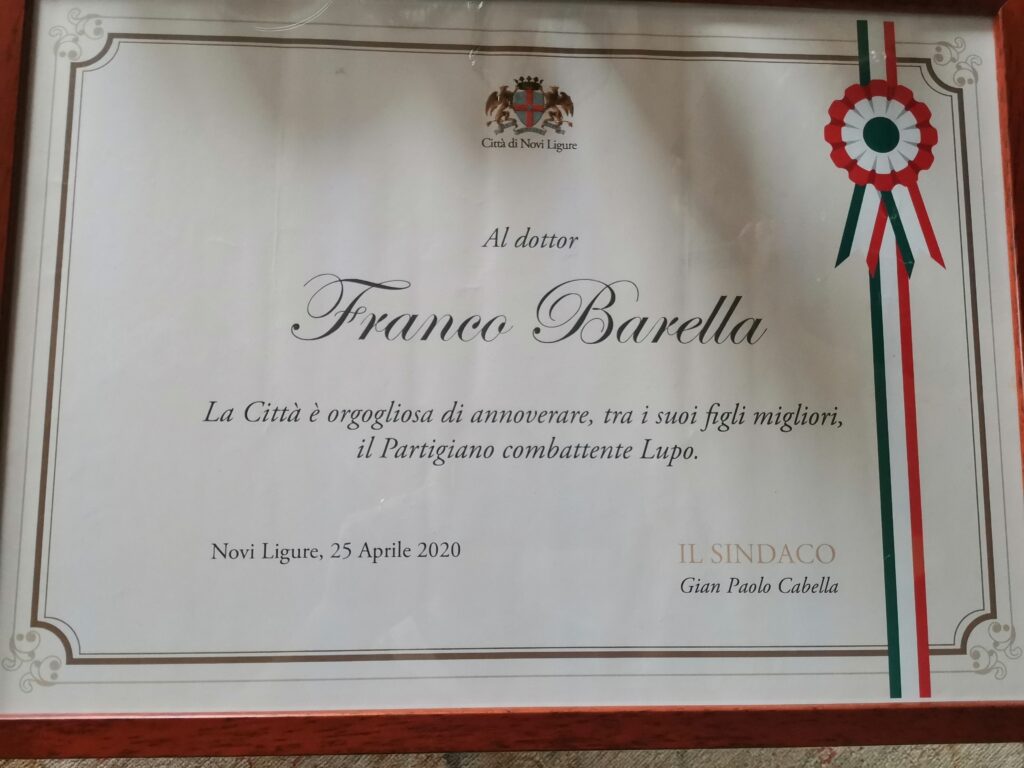 Città di Novi Ligure
Al dottor
Franco Barella
La Città è orgogliosa di annoverare, tra i suoi figli migliori,
il Partigiano combattente Lupo.
Novi Ligure, 25 Aprile 2020
IL SINDACO
Gian Paolo Cabella